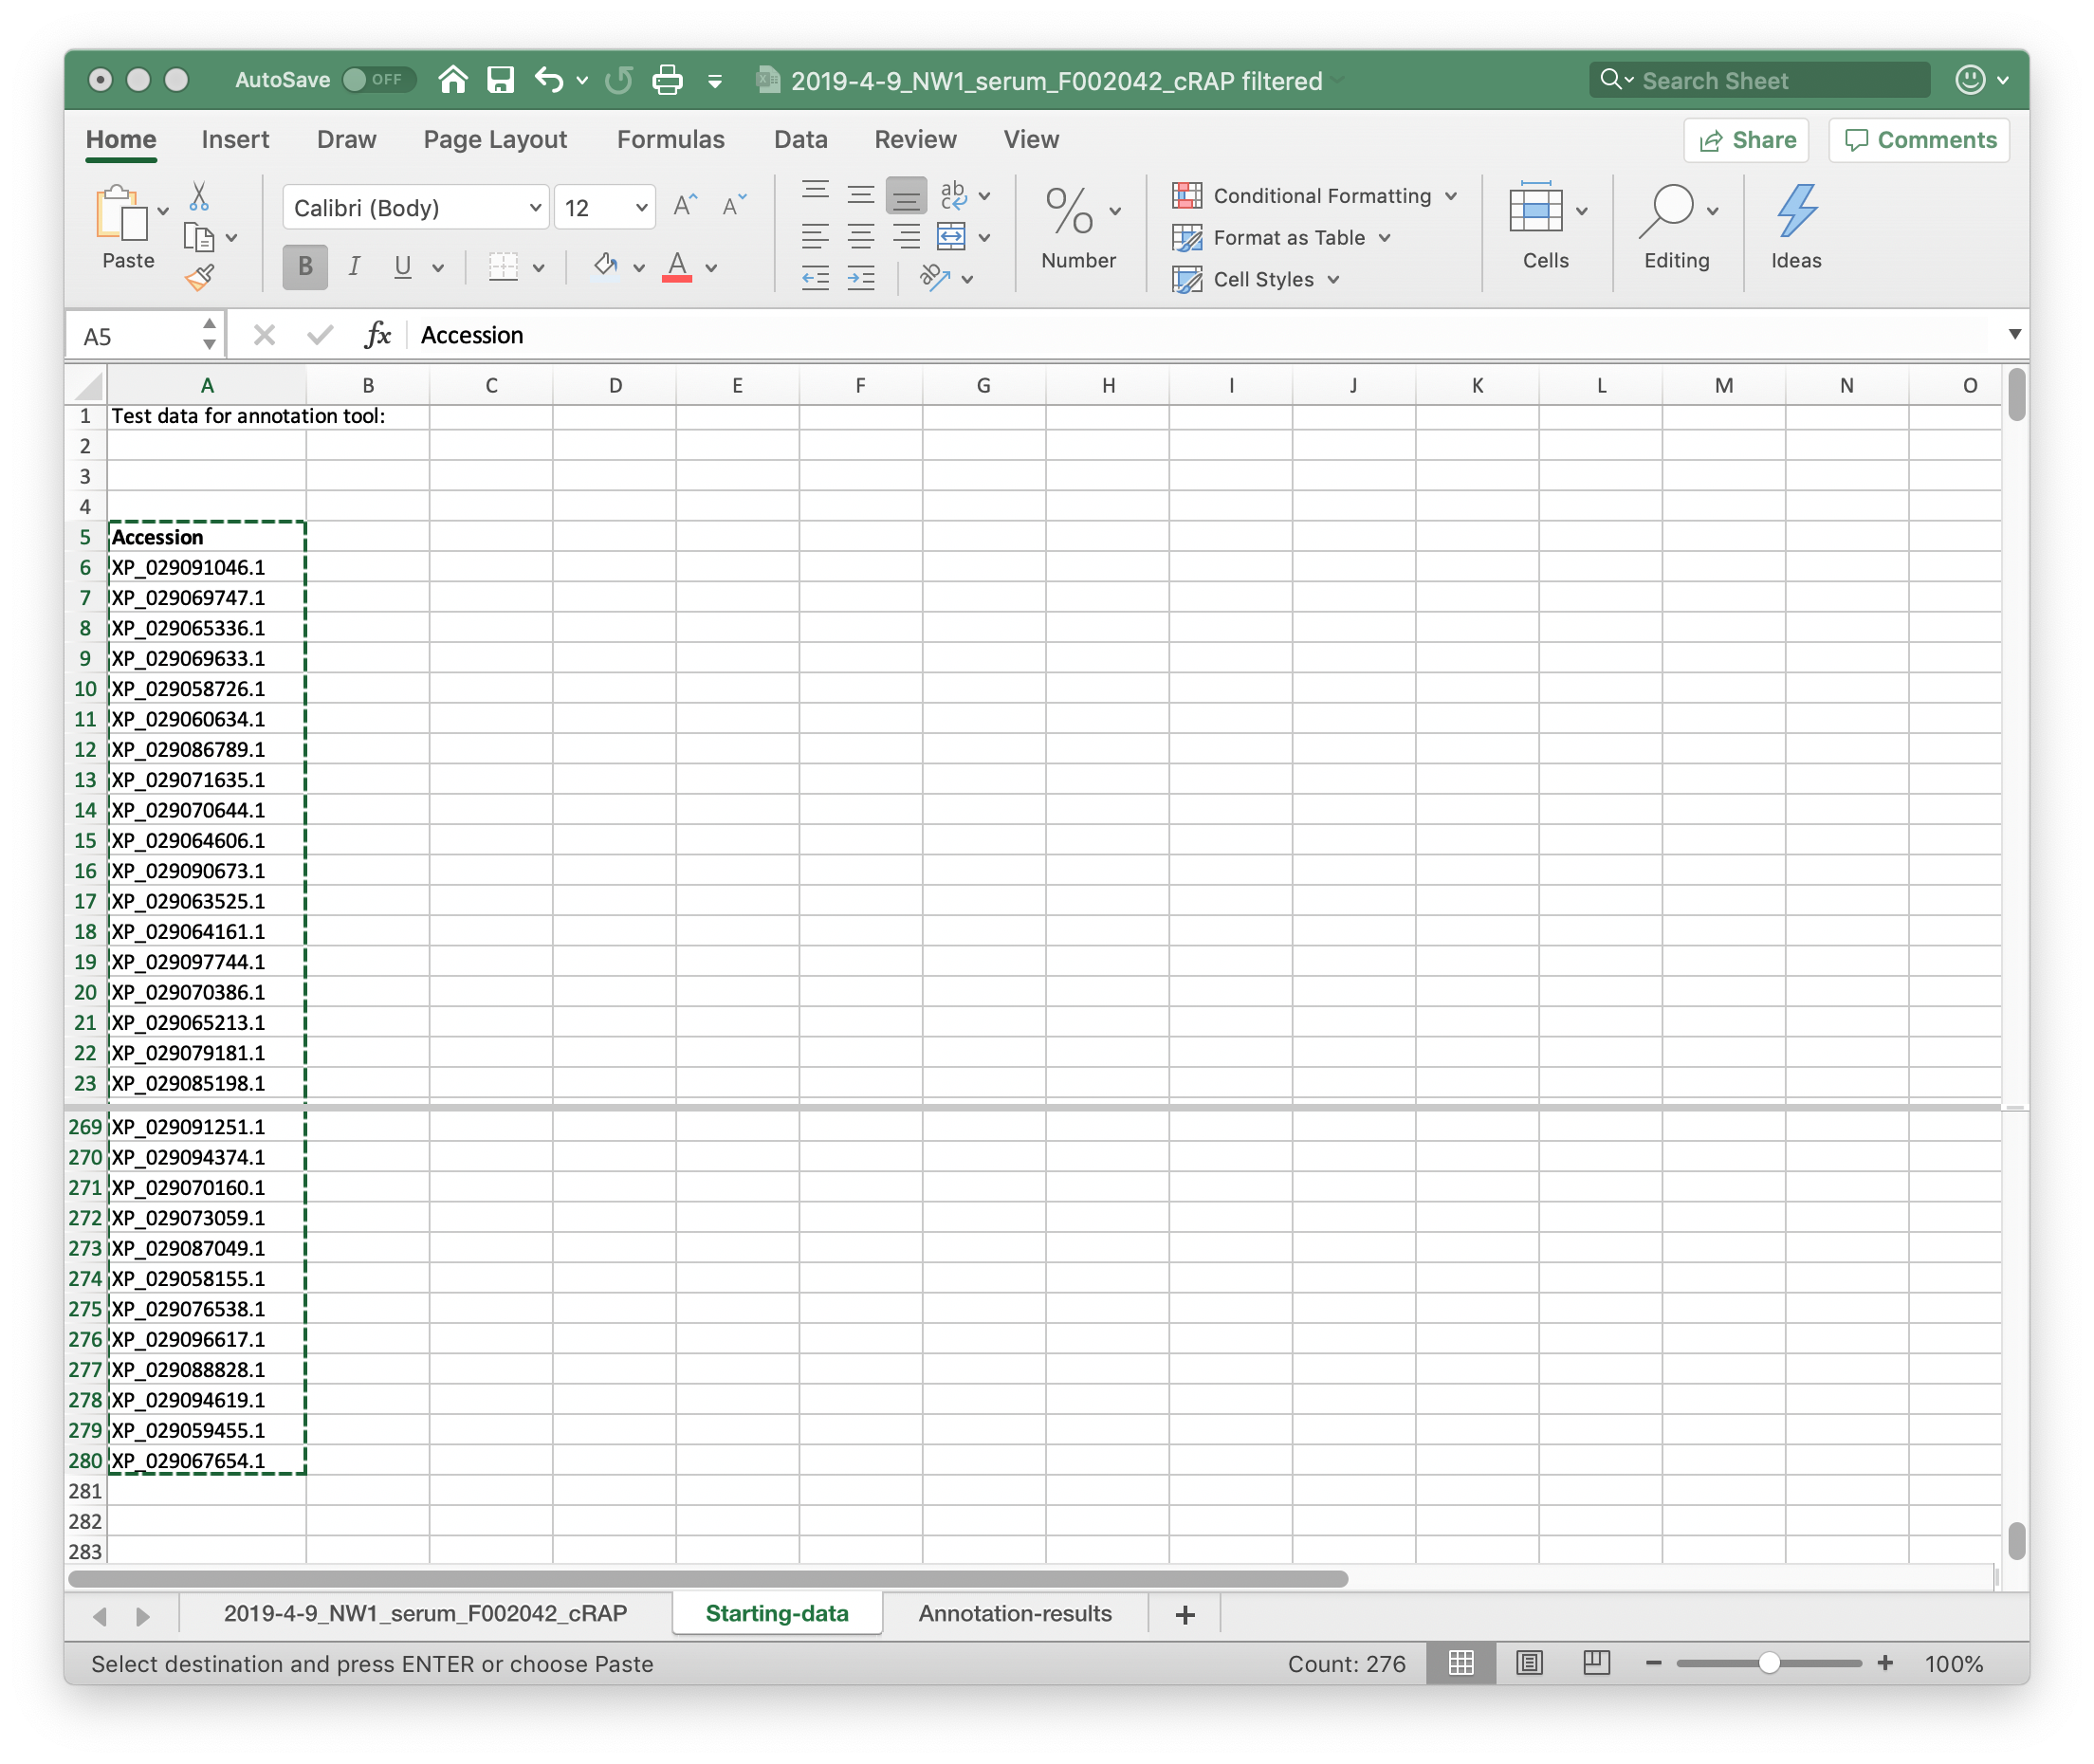 AutoSave OFF 2019-4-9_NW1_serum_F002042_cRAP filtered Search Sheet
Home Insert Draw Page Layout Formulas Data Review View Share Comments
Paste Calibri (Body) 12 A A ab c Number Conditional Formatting Format as Table Cell Styles Cells Editing Ideas
B I U A
A5 fx Accession
A B C D E F G H I J K L M N O
1 Test data for annotation tool:
2
3
4
5 Accession
6 XP_029091046.1
7 XP_029069747.1
8 XP_029065336.1
9 XP_029069633.1
10 XP_029058726.1
11 XP_029060634.1
12 XP_029086789.1
13 XP_029071635.1
14 XP_029070644.1
15 XP_029064606.1
16 XP_029090673.1
17 XP_029063525.1
18 XP_029064161.1
19 XP_029097744.1
20 XP_029070386.1
21 XP_029065213.1
22 XP_029079181.1
23 XP_029085198.1
269 XP_029091251.1
270 XP_029094374.1
271 XP_029070160.1
272 XP_029073059.1
273 XP_029087049.1
274 XP_029058155.1
275 XP_029076538.1
276 XP_029096617.1
277 XP_029088828.1
278 XP_029094619.1
279 XP_029059455.1
280 XP_029067654.1
281
282
283
2019-4-9_NW1_serum_F002042_cRAP Starting-data Annotation-results +
Select destination and press ENTER or choose Paste Count: 276 100%